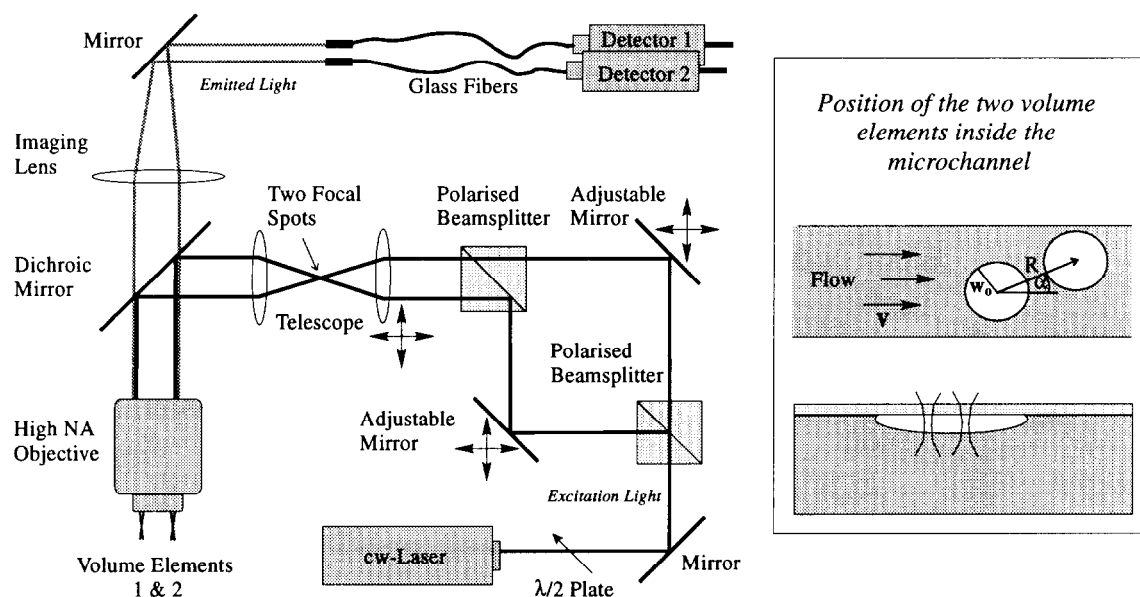 Mirror
Emitted Light
Glass Fibers
Detector 1
Detector 2
Imaging
Lens
Two Focal
Spots
Polarised
Beamsplitter
Adjustable
Mirror
Dichroic
Mirror
Telescope
Polarised
Beamsplitter
Adjustable
Mirror
High NA
Objective
Excitation Light
cw-Laser
λ/2 Plate
Mirror
Volume Elements
1 & 2
Position of the two volume
elements inside the
microchannel
Flow
V
w₀
R
α